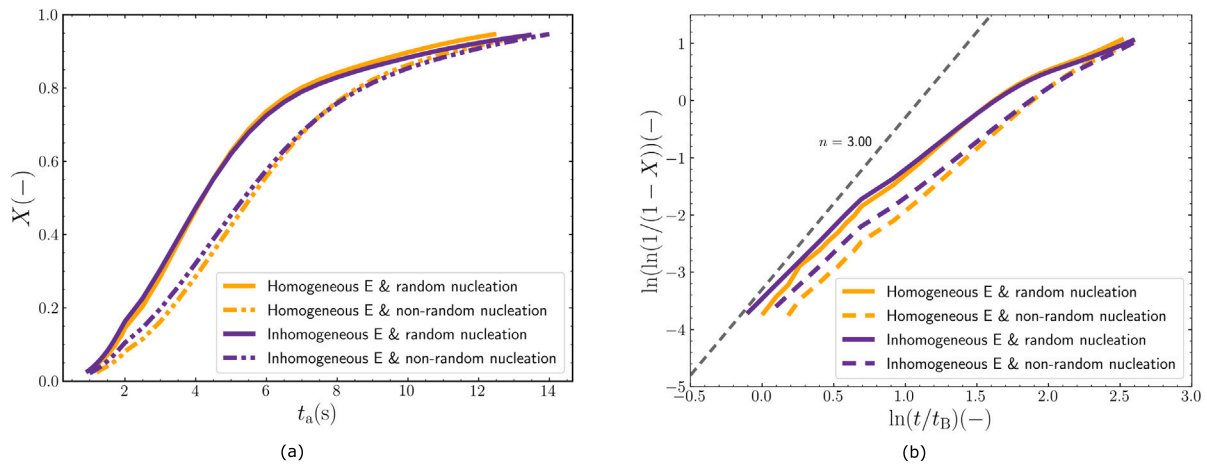 1.0
0.8
0.6
0.4
0.2
0.0
X(−)
2 4 6 8 10 12 14
t_a(s)
Homogeneous E & random nucleation
Homogeneous E & non-random nucleation
Inhomogeneous E & random nucleation
Inhomogeneous E & non-random nucleation
(a)
1
0
−1
−2
−3
−4
−5
ln(ln(1/(1 − X))(−)
n = 3.00
−0.5 0.0 0.5 1.0 1.5 2.0 2.5 3.0
ln(t/t_B)(−)
Homogeneous E & random nucleation
Homogeneous E & non-random nucleation
Inhomogeneous E & random nucleation
Inhomogeneous E & non-random nucleation
(b)